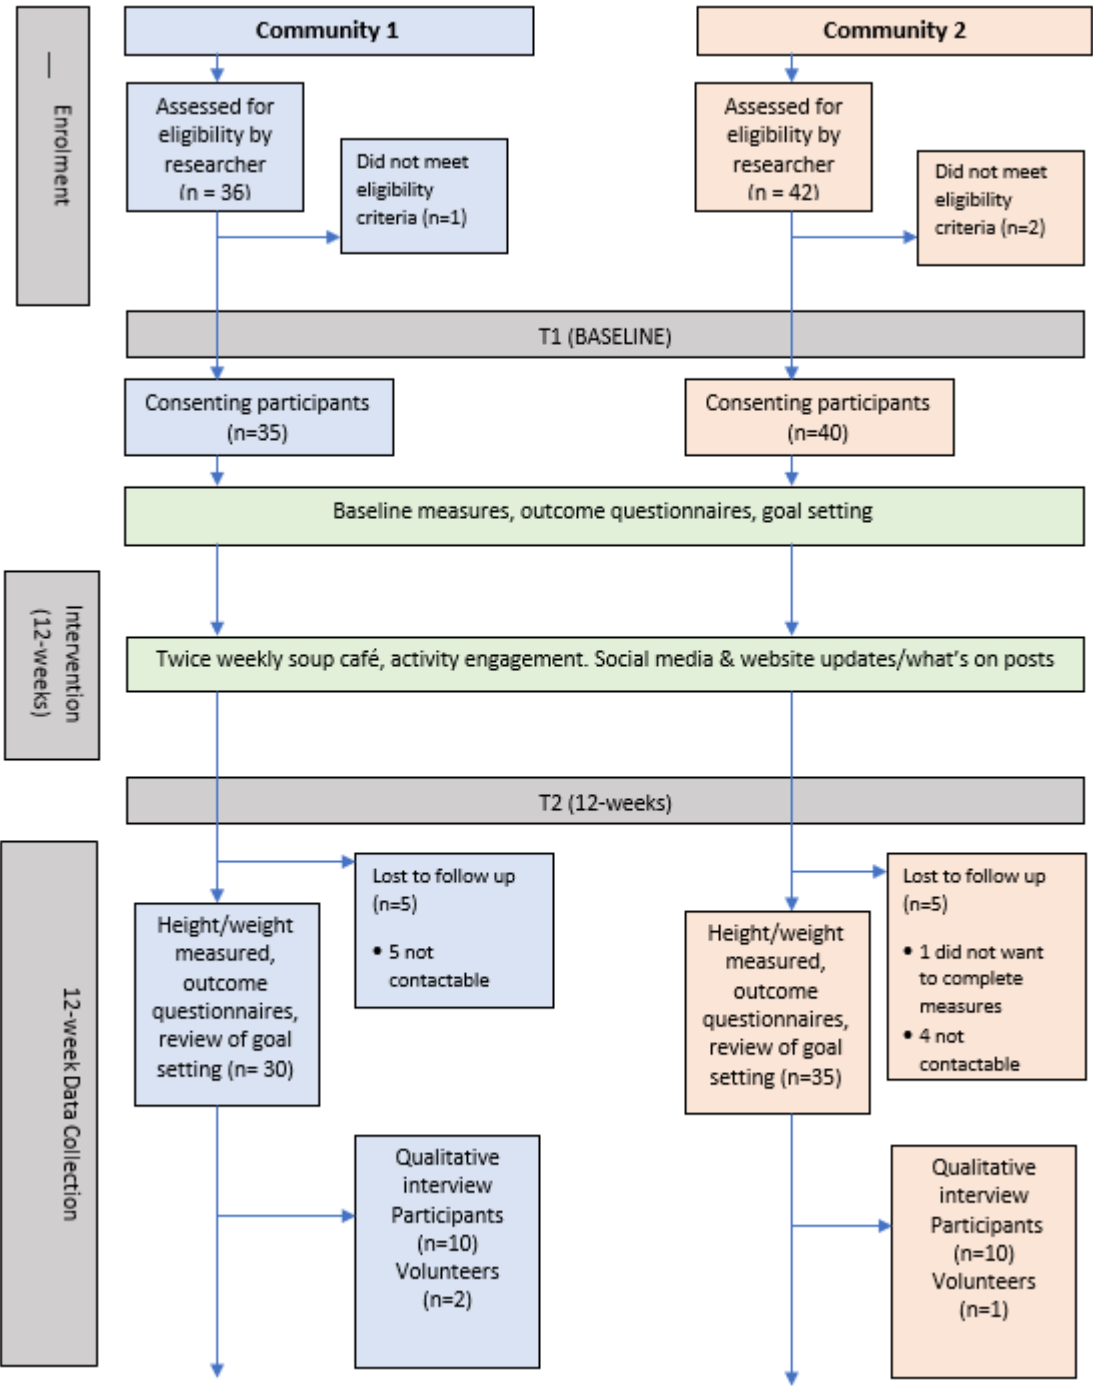 Community 1
Community 2
Enrolment
Assessed for
eligibility by
researcher
(n = 36)
Did not meet
eligibility
criteria (n=1)
Assessed for
eligibility by
researcher
(n = 42)
Did not meet
eligibility
criteria (n=2)
T1 (BASELINE)
Consenting participants
(n=35)
Consenting participants
(n=40)
Baseline measures, outcome questionnaires, goal setting
Intervention
(12-weeks)
Twice weekly soup café, activity engagement. Social media & website updates/what's on posts
T2 (12-weeks)
12-week Data Collection
Lost to follow up
(n=5)
• 5 not
contactable
Height/weight
measured,
outcome
questionnaires,
review of goal
setting (n= 30)
Lost to follow up
(n=5)
• 1 did not want
to complete
measures
• 4 not
contactable
Height/weight
measured,
outcome
questionnaires,
review of goal
setting (n=35)
Qualitative
interview
Participants
(n=10)
Volunteers
(n=2)
Qualitative
interview
Participants
(n=10)
Volunteers
(n=1)